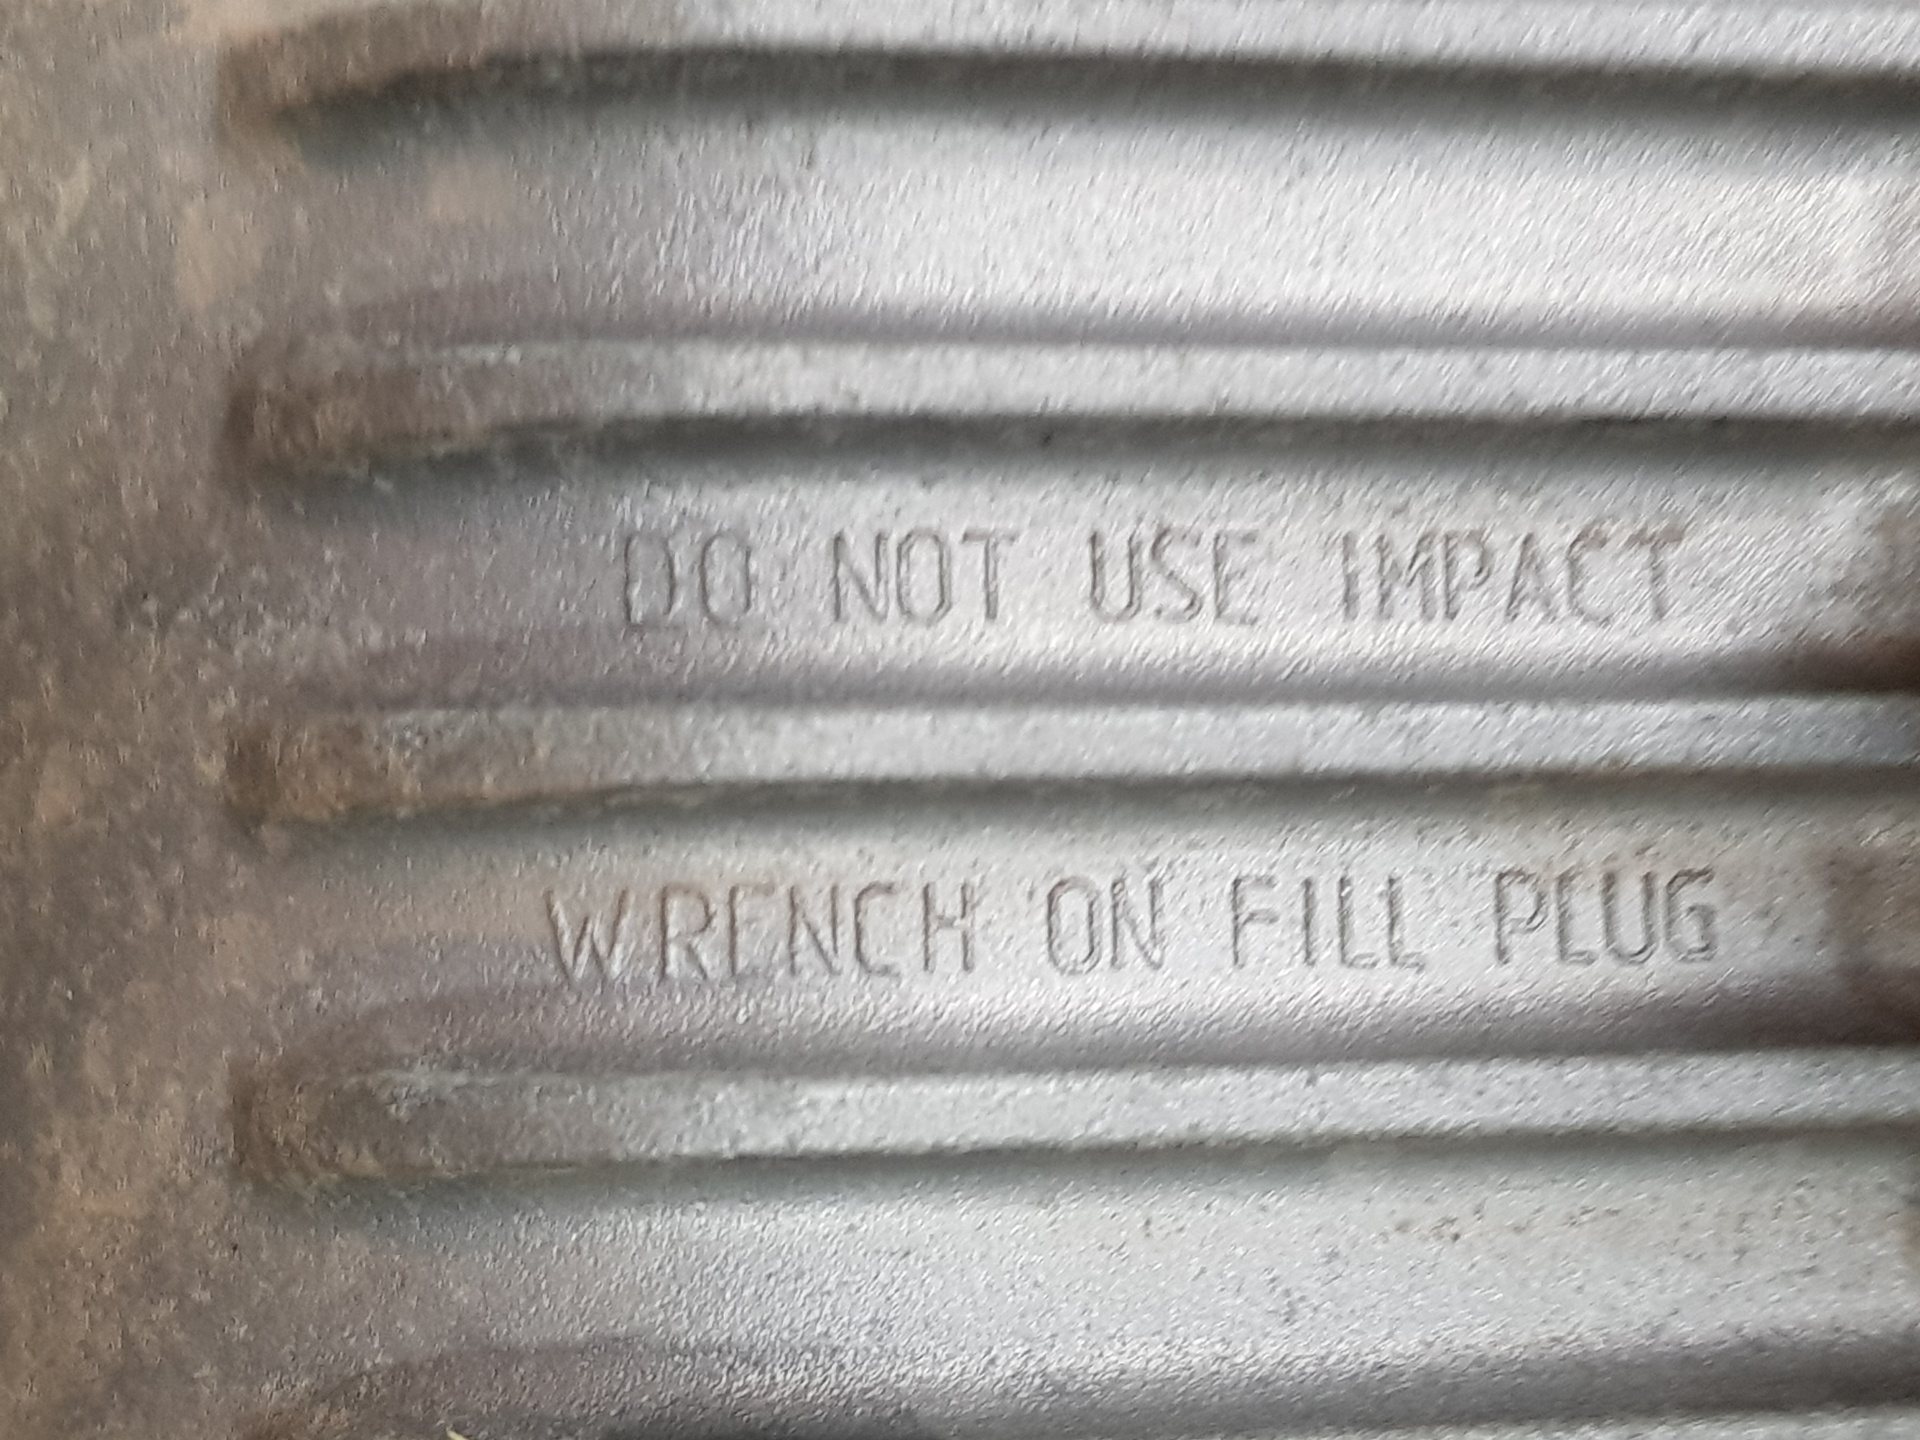 DO NOT USE IMPACT
WRENCH ON FILL PLUG